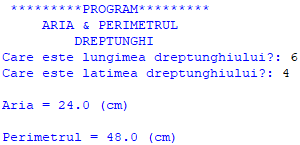 *********PROGRAM*********
ARIA & PERIMETRUL
DREPTUNGHI
Care este lungimea dreptunghiului?: 6
Care este latimea dreptunghiului?: 4
Aria = 24.0 (cm)
Perimetrul = 48.0 (cm)